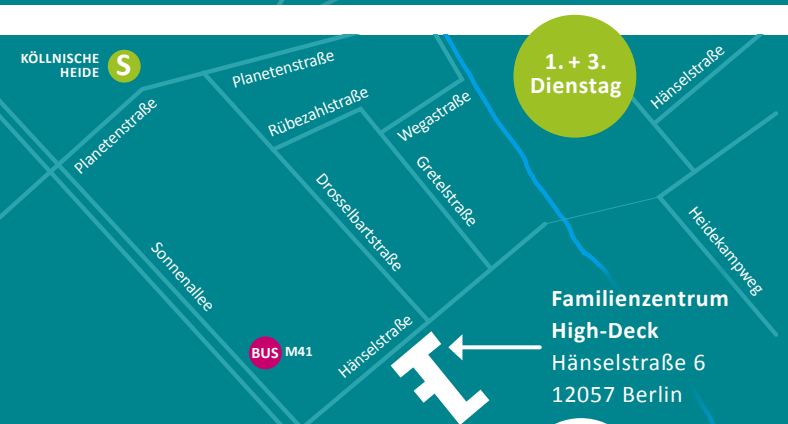 KÖLLNISCHE
HEIDE
S
Planetenstraße
Planetenstraße
Rübezahlstraße
Wegastraße
1. + 3.
Dienstag
Hänselstraße
Drosselbartstraße
Gretelstraße
Sonnenallee
Heidekampweg
BUS M41
Hänselstraße
Familienzentrum
High-Deck
Hänselstraße 6
12057 Berlin